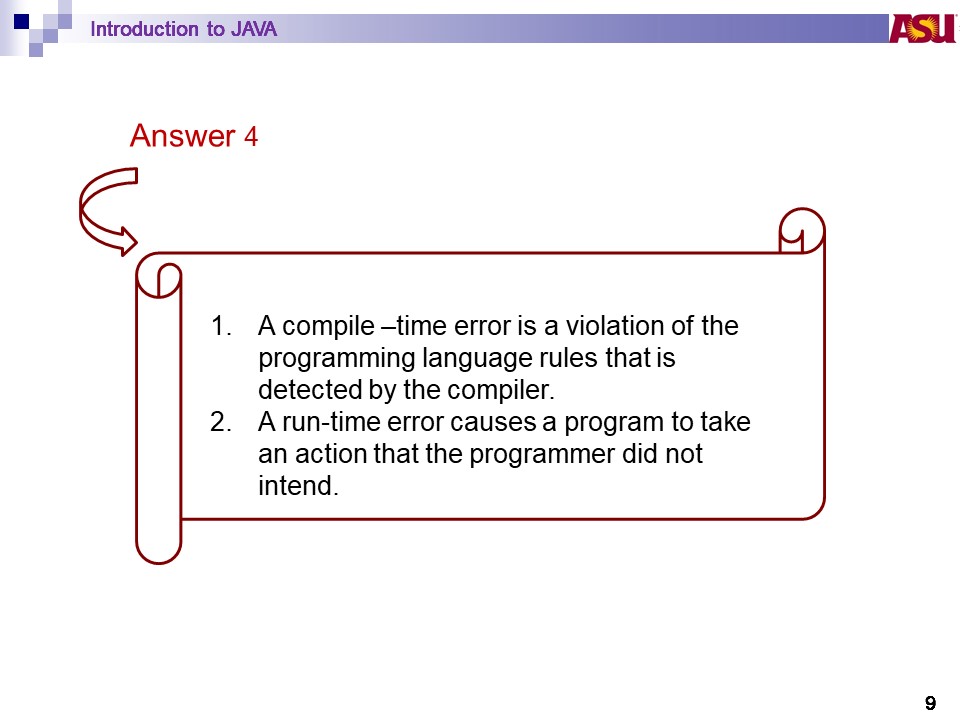 Introduction to JAVA
ASU
Answer 4
1. A compile –time error is a violation of the
programming language rules that is
detected by the compiler.
2. A run-time error causes a program to take
an action that the programmer did not
intend.
9